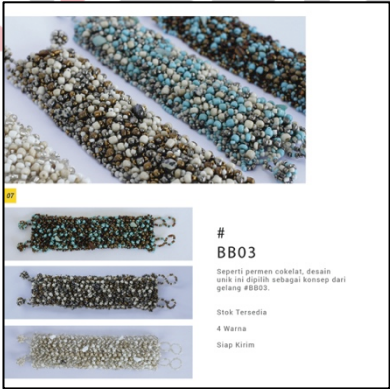 07
#
BB03
Seperti permen cokelat, desain
unik ini dipilih sebagai konsep dari
gelang #BB03.
Stok Tersedia
4 Warna
Siap Kirim